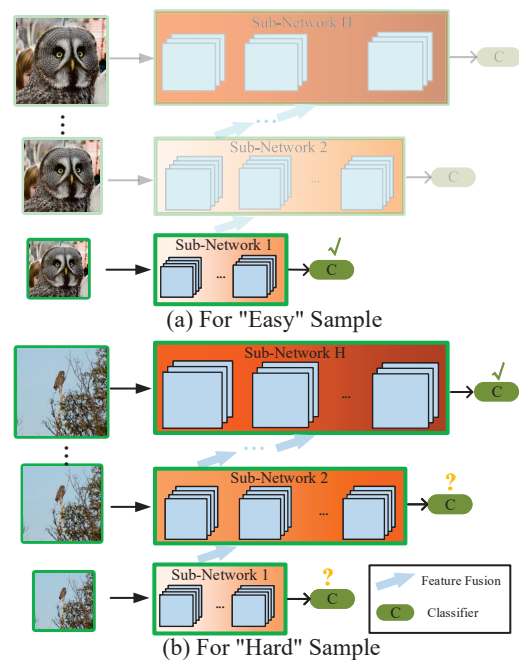 Sub-Network H
C
...
Sub-Network 2
...
C
Sub-Network 1
...
C
(a) For "Easy" Sample
Sub-Network H
...
C
...
Sub-Network 2
...
?
C
Sub-Network 1
...
?
C
Feature Fusion
C Classifier
(b) For "Hard" Sample